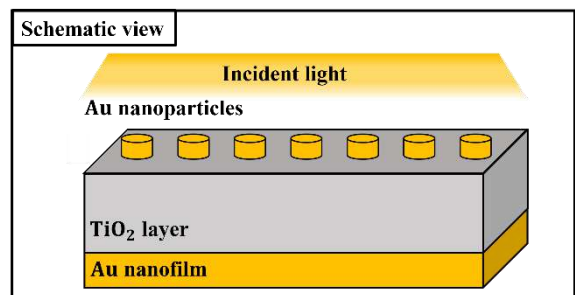 Schematic view
Incident light
Au nanoparticles
TiO₂ layer
Au nanofilm